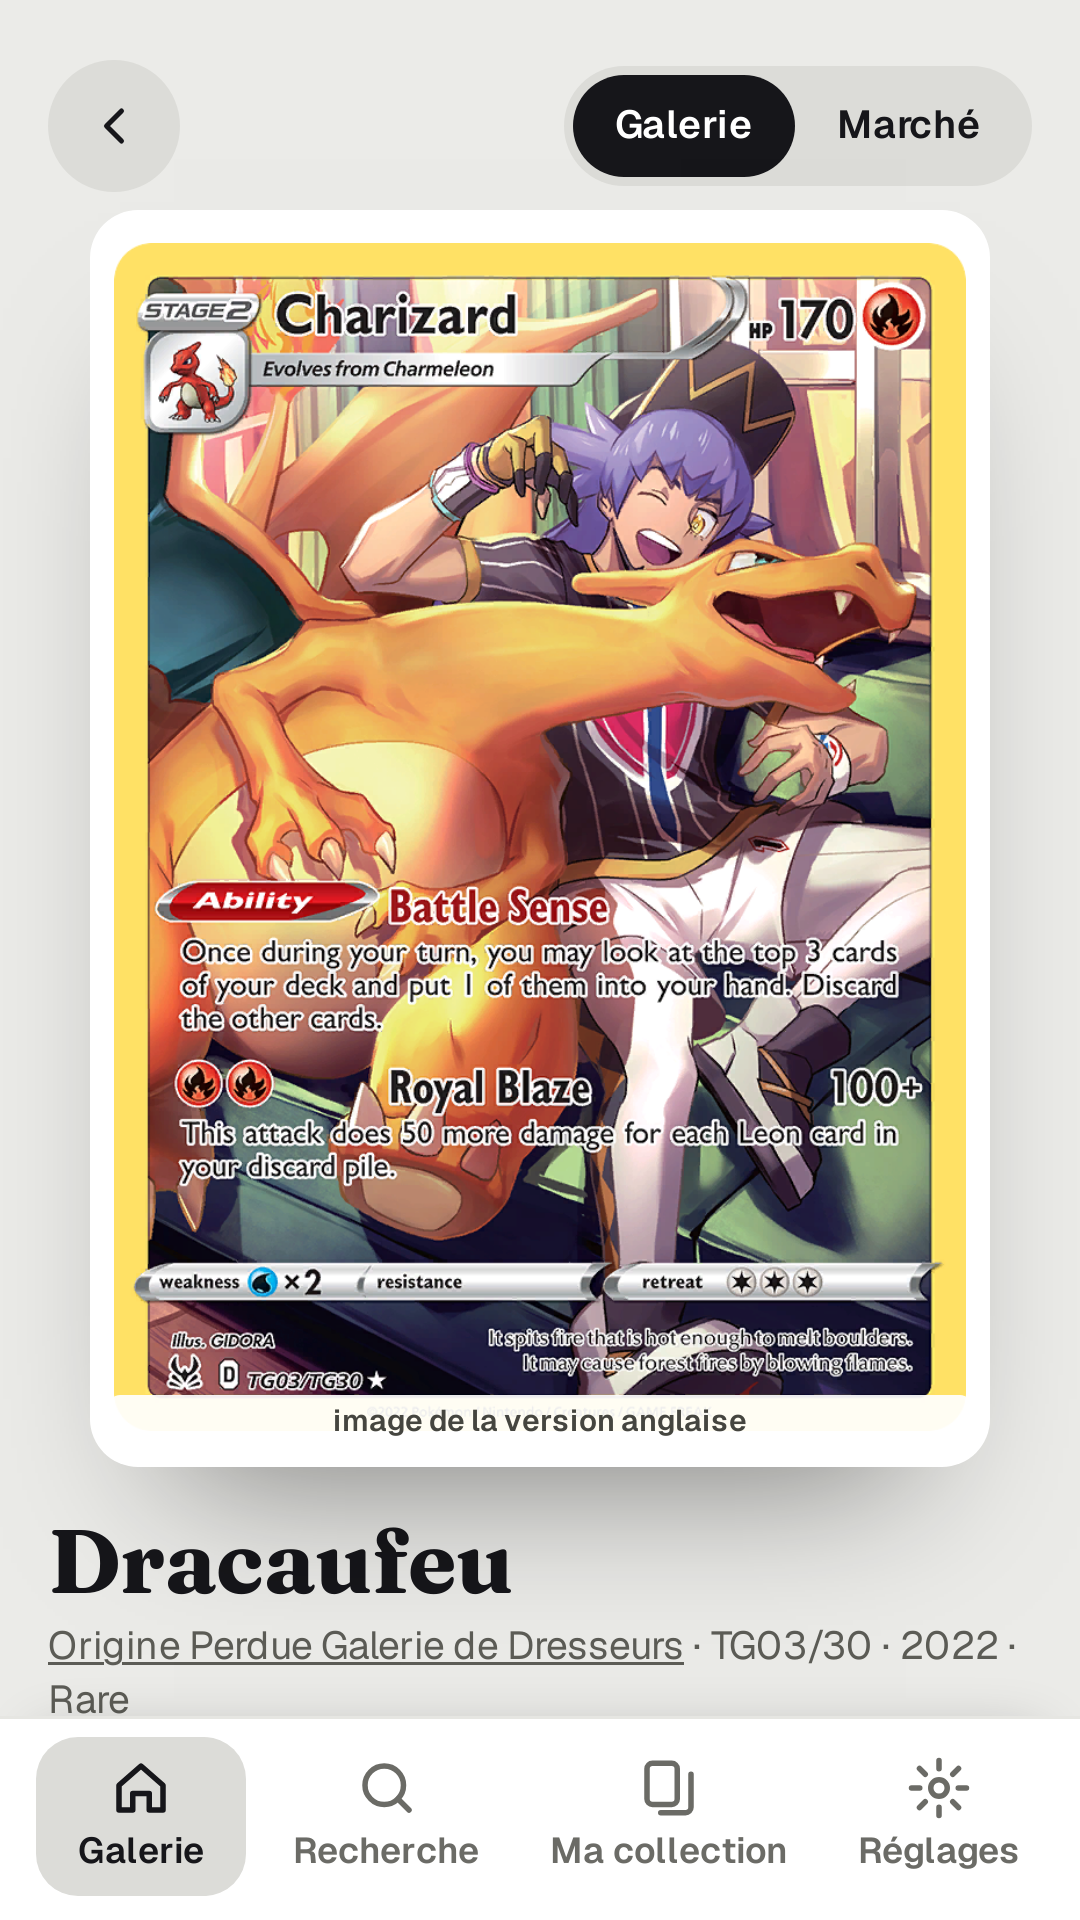 Galerie
Marché
STAGE 2
Charizard
HP 170
Evolves from Charmeleon
Ability
Battle Sense
Once during your turn, you may look at the top 3 cards
of your deck and put 1 of them into your hand. Discard
the other cards.
Royal Blaze
100+
This attack does 50 more damage for each Leon card in
your discard pile.
weakness ×2
resistance
retreat
Illus. GIDORA
It spits fire that is hot enough to melt boulders.
It may cause forest fires by blowing flames.
D TG03/TG30 ★
image de la version anglaise
Dracaufeu
Origine Perdue Galerie de Dresseurs · TG03/30 · 2022 ·
Rare
Galerie
Recherche
Ma collection
Réglages